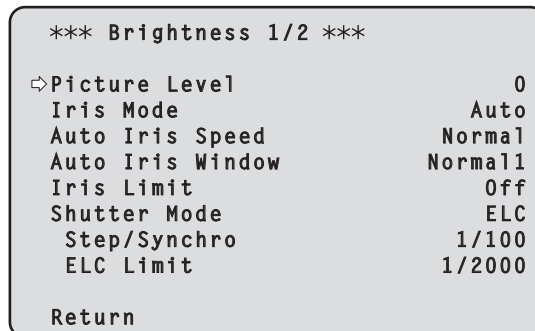 *** Brightness 1/2 ***
⇨Picture Level 0
Iris Mode Auto
Auto Iris Speed Normal
Auto Iris Window Normal1
Iris Limit Off
Shutter Mode ELC
Step/Synchro 1/100
ELC Limit 1/2000
Return